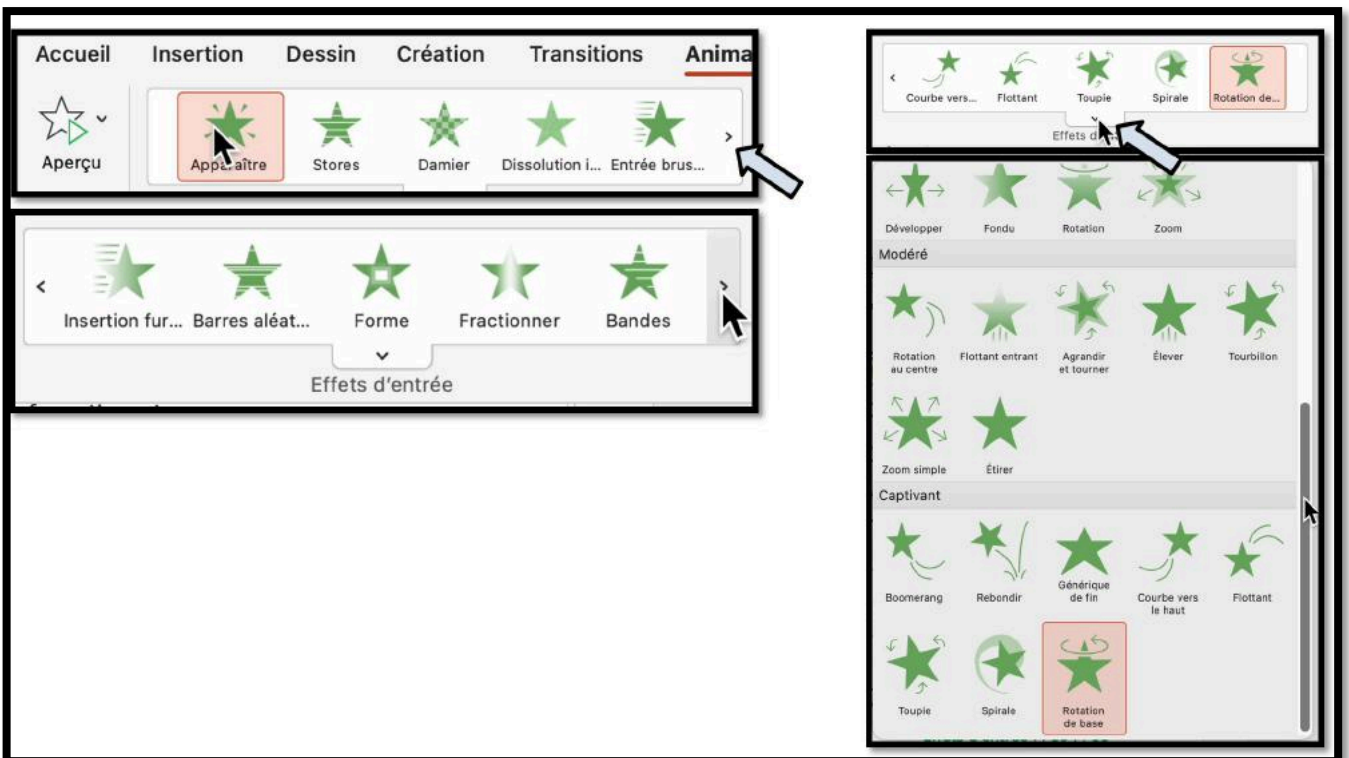 Accueil Insertion Dessin Création Transitions Anima
Aperçu
Apparaître Stores Damier Dissolution i... Entrée brus...
Insertion fur... Barres aléat... Forme Fractionner Bandes
Effets d'entrée
Courbe vers... Flottant Toupie Spirale Rotation de...
Effets d
Développer Fondu Rotation Zoom
Modéré
Rotation au centre Flottant entrant Agrandir et tourner Élever Tourbillon
Zoom simple Étirer
Captivant
Boomerang Rebondir Générique de fin Courbe vers le haut Flottant
Toupie Spirale Rotation de base